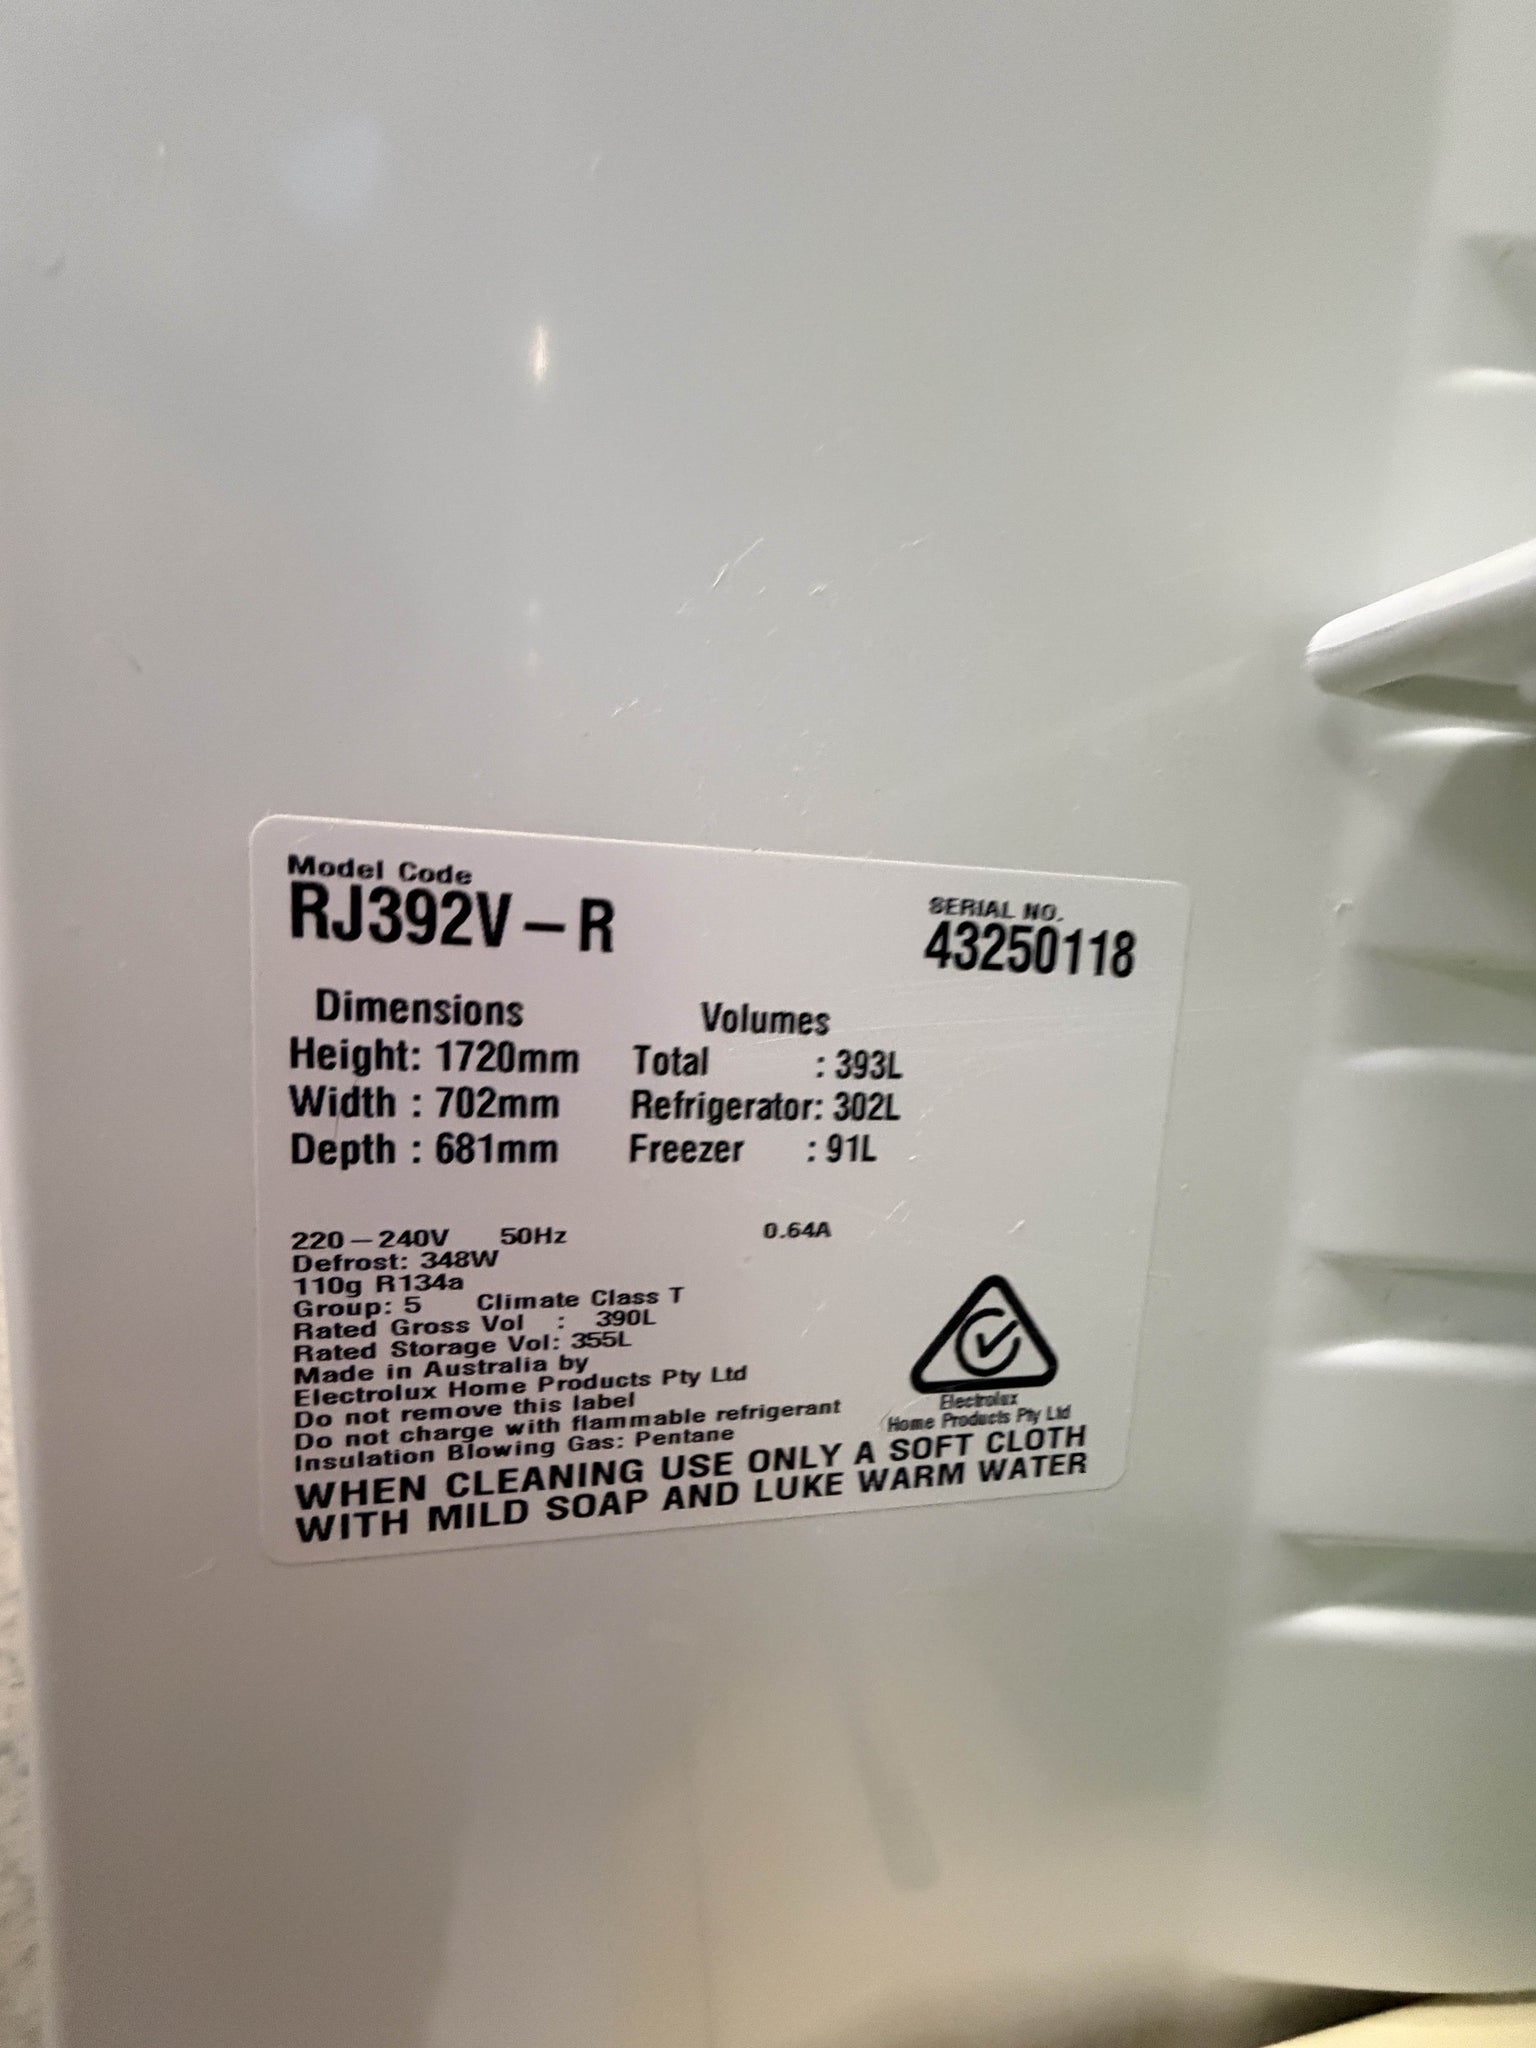 Model Code
RJ392V-R
SERIAL NO.
43250118
Dimensions
Height: 1720mm
Width : 702mm
Depth : 681mm
Volumes
Total : 393L
Refrigerator: 302L
Freezer : 91L
220-240V 50Hz 0.64A
Defrost: 348W
110g R134a
Group: 5 Climate Class T
Rated Gross Vol : 390L
Rated Storage Vol: 355L
Made in Australia by
Electrolux Home Products Pty Ltd
Do not remove this label
Do not charge with flammable refrigerant
Insulation Blowing Gas: Pentane
Electrolux
Home Products Pty Ltd
WHEN CLEANING USE ONLY A SOFT CLOTH
WITH MILD SOAP AND LUKE WARM WATER